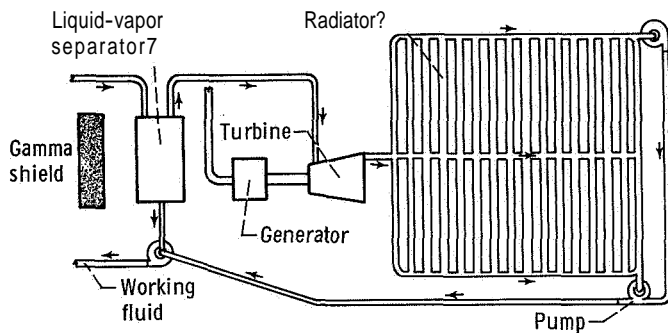 Liquid-vapor
separator7
Radiator?
Turbine
Gamma
shield
Generator
Working
fluid
Pump